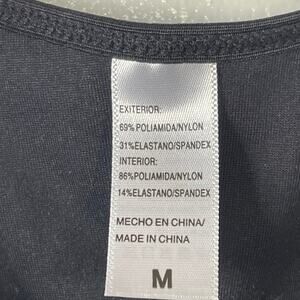 EXTERIOR:
69%POLIAMIDA/NYLON
31%ELASTANO/SPANDEX
INTERIOR:
86%POLIAMIDA/NYLON
14%ELASTANO/SPANDEX
MECHO EN CHINA/
MADE IN CHINA
M